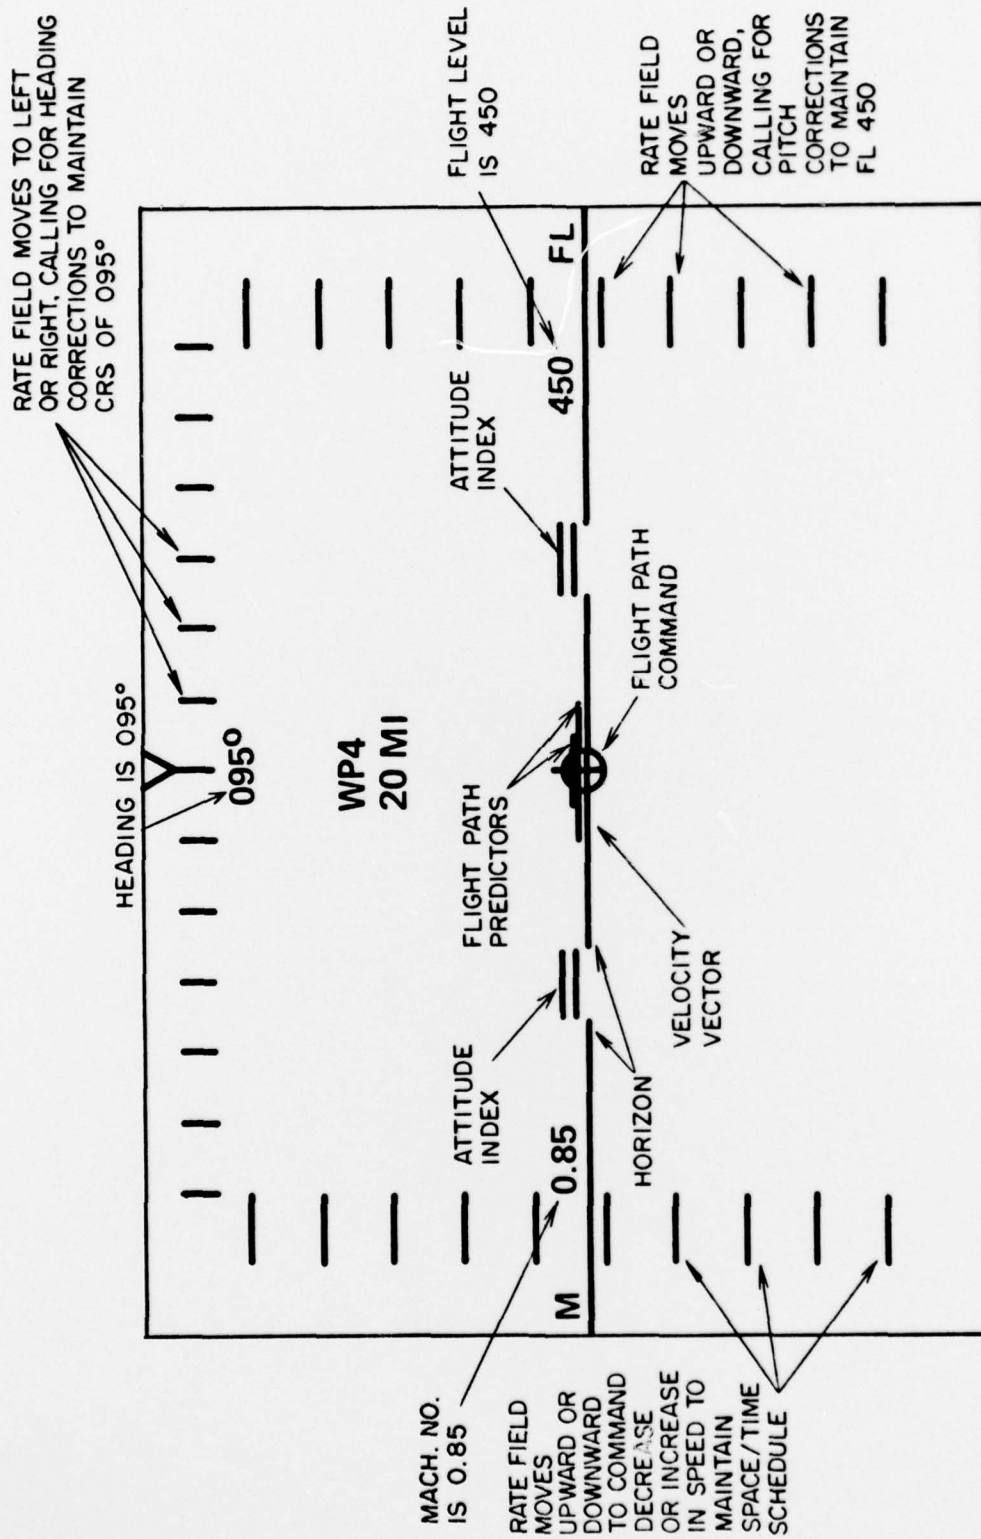 RATE FIELD MOVES TO LEFT
OR RIGHT, CALLING FOR HEADING
CORRECTIONS TO MAINTAIN
CRS OF 095°
HEADING IS 095°
095°
WP4
20 MI
MACH. NO.
IS 0.85
ATTITUDE
INDEX
FLIGHT PATH
PREDICTORS
ATTITUDE
INDEX
FLIGHT LEVEL
IS 450
M
0.85
450
FL
RATE FIELD
MOVES
UPWARD OR
DOWNWARD
TO COMMAND
DECREASE
OR INCREASE
IN SPEED TO
MAINTAIN
SPACE/TIME
SCHEDULE
HORIZON
VELOCITY
VECTOR
FLIGHT PATH
COMMAND
RATE FIELD
MOVES
UPWARD OR
DOWNWARD,
CALLING FOR
PITCH
CORRECTIONS
TO MAINTAIN
FL 450